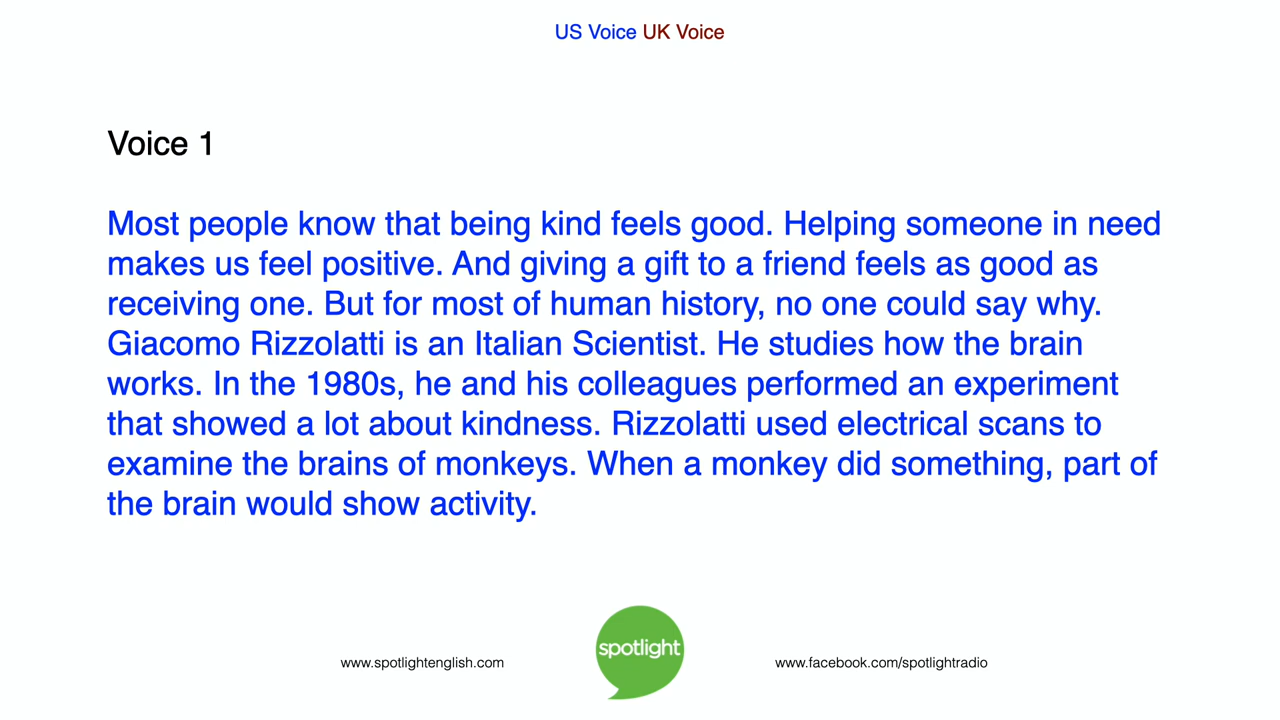 US Voice UK Voice
Voice 1
Most people know that being kind feels good. Helping someone in need
makes us feel positive. And giving a gift to a friend feels as good as
receiving one. But for most of human history, no one could say why.
Giacomo Rizzolatti is an Italian Scientist. He studies how the brain
works. In the 1980s, he and his colleagues performed an experiment
that showed a lot about kindness. Rizzolatti used electrical scans to
examine the brains of monkeys. When a monkey did something, part of
the brain would show activity.
spotlight
www.spotlightenglish.com
www.facebook.com/spotlightradio